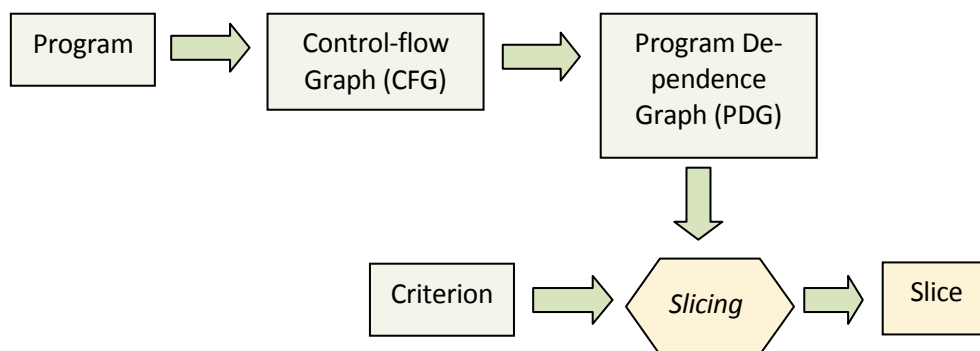 Program
Control-flow
Graph (CFG)
Program De-
pendence
Graph (PDG)
Criterion
Slicing
Slice